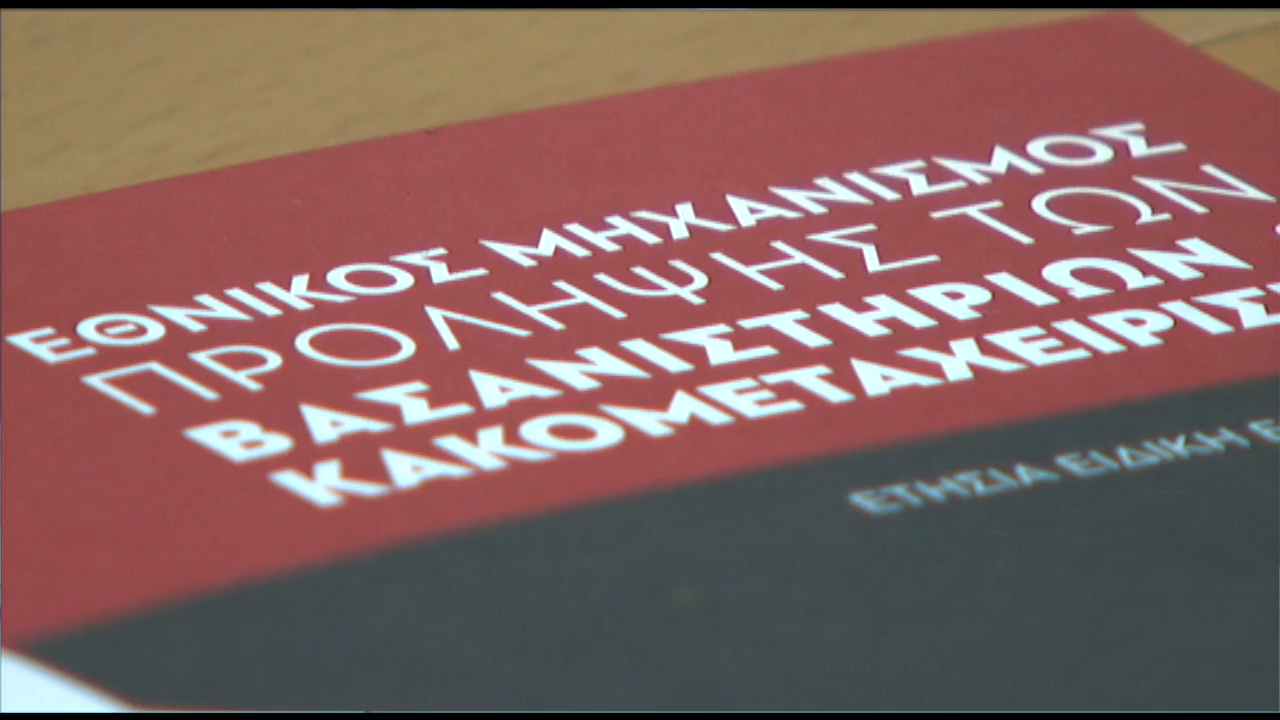 ΕΘΝΙΚΟΣ ΜΗΧΑΝΙΣΜΟΣ
ΠΡΟΛΗΨΗΣ ΤΩΝ
ΒΑΣΑΝΙΣΤΗΡΙΩΝ
ΚΑΚΟΜΕΤΑΧΕΙΡΙΣ
ΕΤΗΣΙΑ ΕΙΔΙΚΗ Ε